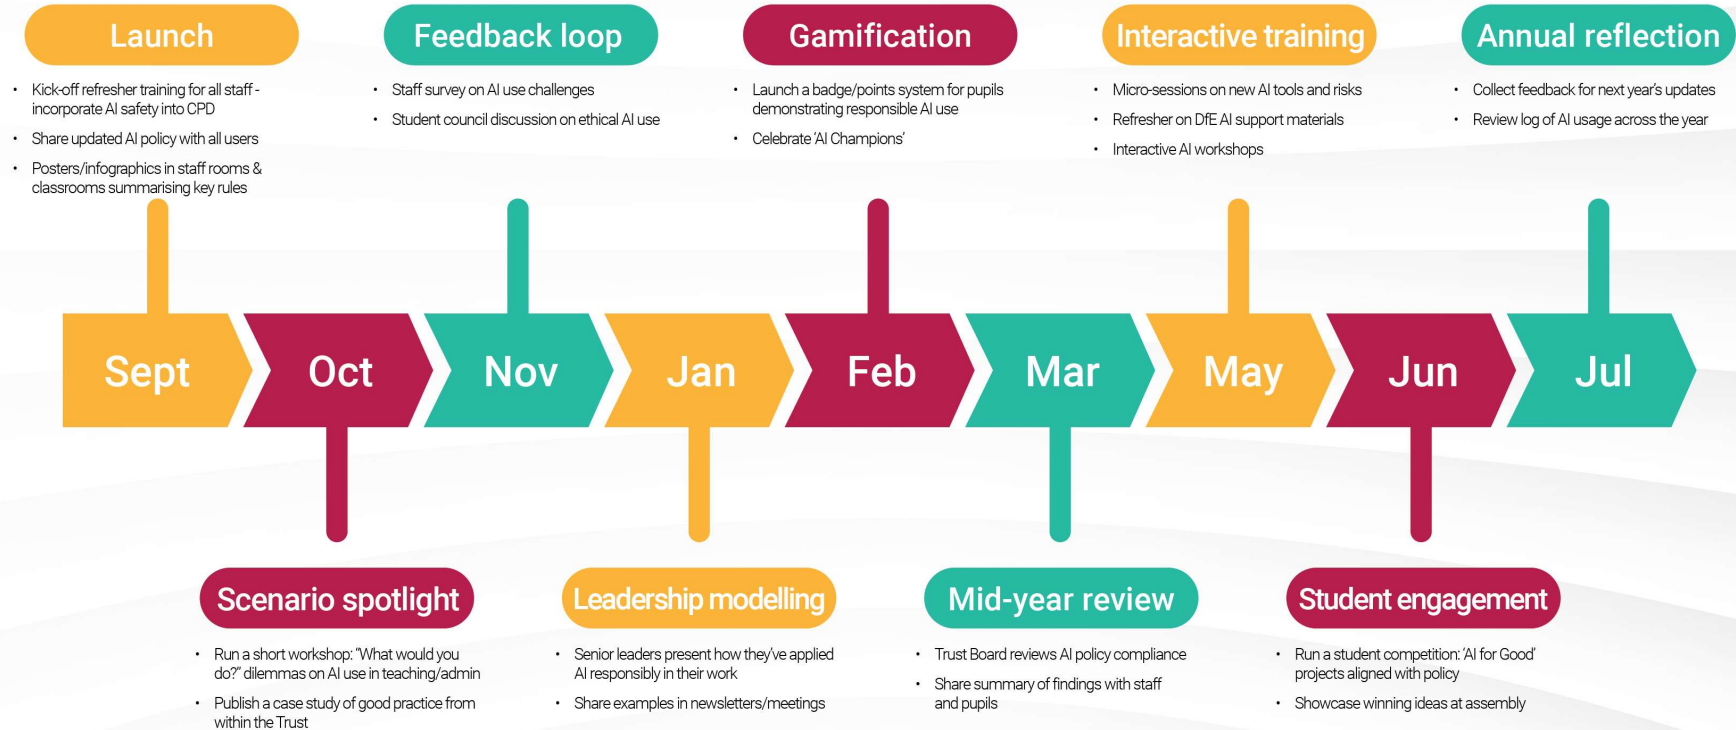 Launch
• Kick-off refresher training for all staff -
incorporate AI safety into CPD
• Share updated AI policy with all users
• Posters/infographics in staff rooms &
classrooms summarising key rules
Feedback loop
• Staff survey on AI use challenges
• Student council discussion on ethical AI use
Gamification
• Launch a badge/points system for pupils
demonstrating responsible AI use
• Celebrate ‘AI Champions’
Interactive training
• Micro-sessions on new AI tools and risks
• Refresher on DfE AI support materials
• Interactive AI workshops
Annual reflection
• Collect feedback for next year's updates
• Review log of AI usage across the year
Sept
Oct
Nov
Jan
Feb
Mar
May
Jun
Jul
Scenario spotlight
• Run a short workshop: “What would you
do?” dilemmas on AI use in teaching/admin
• Publish a case study of good practice from
within the Trust
Leadership modelling
• Senior leaders present how they’ve applied
AI responsibly in their work
• Share examples in newsletters/meetings
Mid-year review
• Trust Board reviews AI policy compliance
• Share summary of findings with staff
and pupils
Student engagement
• Run a student competition: ‘AI for Good’
projects aligned with policy
• Showcase winning ideas at assembly